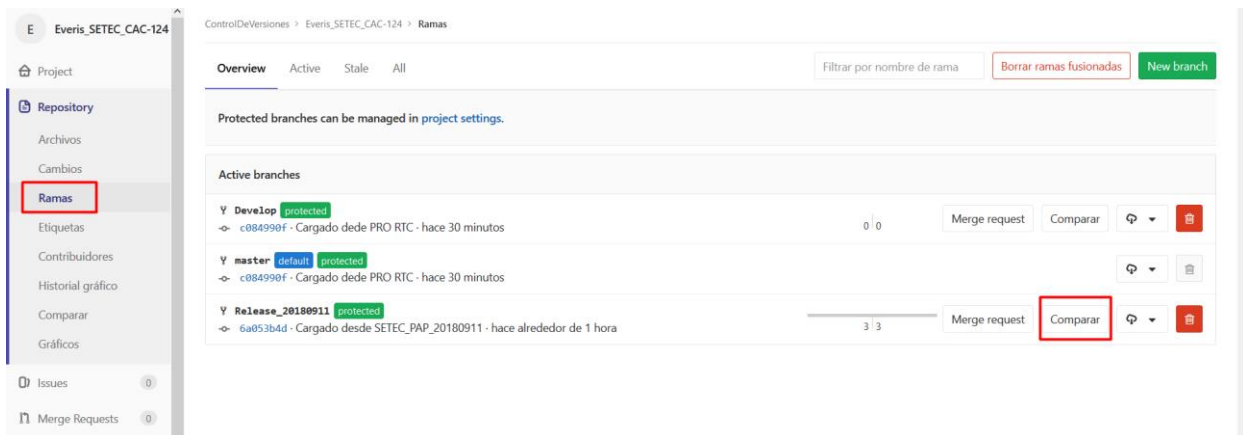 E Everis_SETEC_CAC-124
Project
Repository
Archivos
Cambios
Ramas
Etiquetas
Contribuidores
Historial gráfico
Comparar
Gráficos
Issues 0
Merge Requests 0
ControlDeVersiones > Everis_SETEC_CAC-124 > Ramas
Overview Active Stale All Filtrar por nombre de rama Borrar ramas fusionadas New branch
Protected branches can be managed in project settings.
Active branches
Develop protected
c084990f · Cargado dede PRO RTC · hace 30 minutos
0 0 Merge request Comparar
master default protected
c084990f · Cargado dede PRO RTC · hace 30 minutos
Release_20180911 protected
6a053b4d · Cargado desde SETEC_PAP_20180911 · hace alrededor de 1 hora
3 3 Merge request Comparar